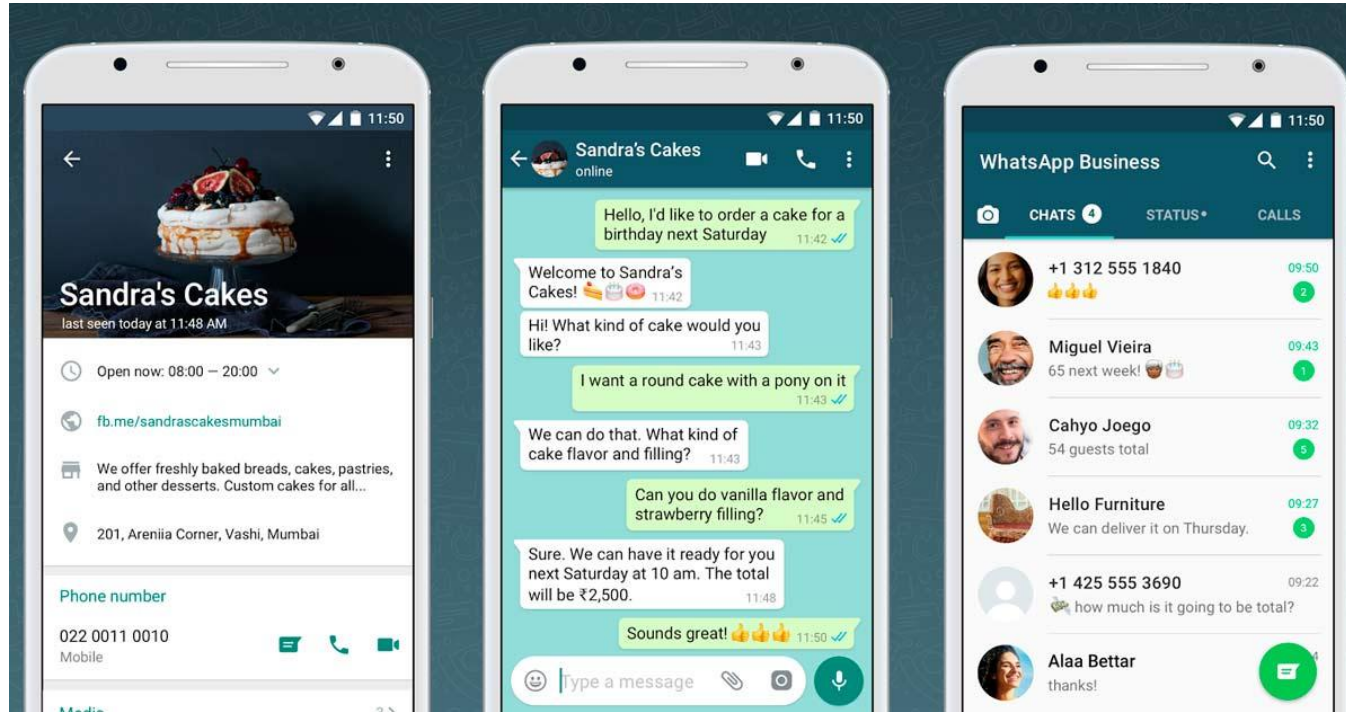 11:50
Sandra's Cakes
last seen today at 11:48 AM
Open now: 08:00 – 20:00
fb.me/sandrascakesmumbai
We offer freshly baked breads, cakes, pastries,
and other desserts. Custom cakes for all...
201, Areniia Corner, Vashi, Mumbai
Phone number
022 0011 0010
Mobile
11:50
Sandra's Cakes
online
Hello, I'd like to order a cake for a
birthday next Saturday 11:42
Welcome to Sandra's
Cakes! 🍰🎂🍩 11:42
Hi! What kind of cake would you
like? 11:43
I want a round cake with a pony on it
11:43
We can do that. What kind of
cake flavor and filling? 11:43
Can you do vanilla flavor and
strawberry filling? 11:45
Sure. We can have it ready for you
next Saturday at 10 am. The total
will be ₹2,500. 11:48
Sounds great! 👍👍👍 11:50
Type a message
11:50
WhatsApp Business
CHATS 4 STATUS• CALLS
+1 312 555 1840 09:50
👍👍👍 2
Miguel Vieira 09:43
65 next week! 🥁🎂 1
Cahyo Joego 09:32
54 guests total 5
Hello Furniture 09:27
We can deliver it on Thursday. 3
+1 425 555 3690 09:22
💸 how much is it going to be total?
Alaa Bettar
thanks!